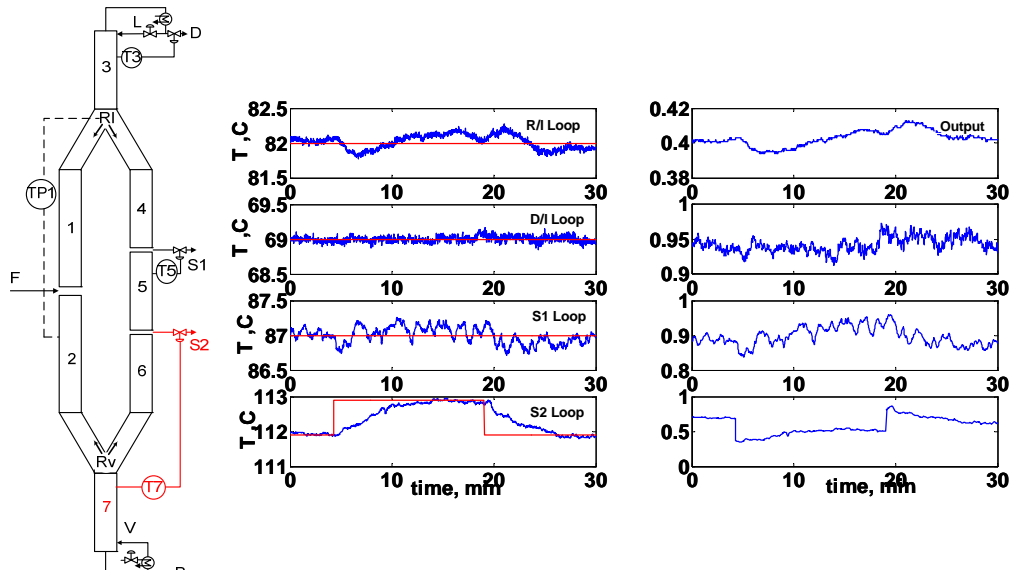 L
D
3
T3
RI
TP1
1
4
S1
T5
F
5
S2
2
6
Rv
T7
7
V
82.5
82
81.5
T ,C
R/I Loop
0 10 20 30
69.5
69
68.5
T,C
D/I Loop
0 10 20 30
87.5
87
86.5
T,C
S1 Loop
0 10 20 30
113
112
111
T,C
S2 Loop
0 10 20 30
time, min
0.42
0.4
0.38
Output
0 10 20 30
1
0.95
0.9
0 10 20 30
1
0.9
0.8
0 10 20 30
1
0.5
0
0 10 20 30
time, min